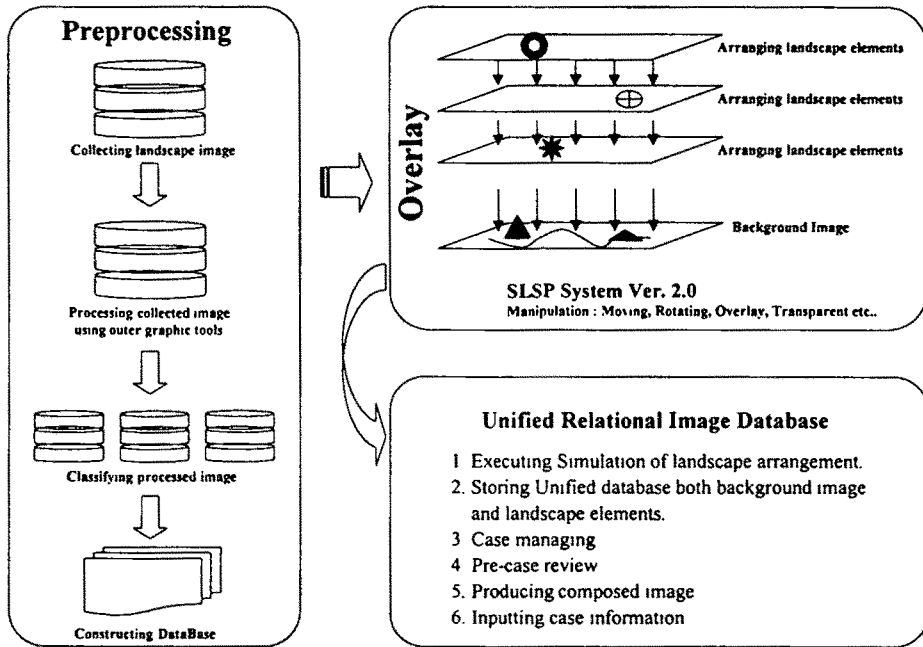 Preprocessing
Collecting landscape image
Processing collected image
using outer graphic tools
Classifying processed image
Constructing DataBase
Overlay
Arranging landscape elements
Arranging landscape elements
Arranging landscape elements
Background Image
SLSP System Ver. 2.0
Manipulation : Moving, Rotating, Overlay, Transparent etc..
Unified Relational Image Database
1 Executing Simulation of landscape arrangement.
2. Storing Unified database both background image
and landscape elements.
3 Case managing
4 Pre-case review
5. Producing composed image
6. Inputting case information